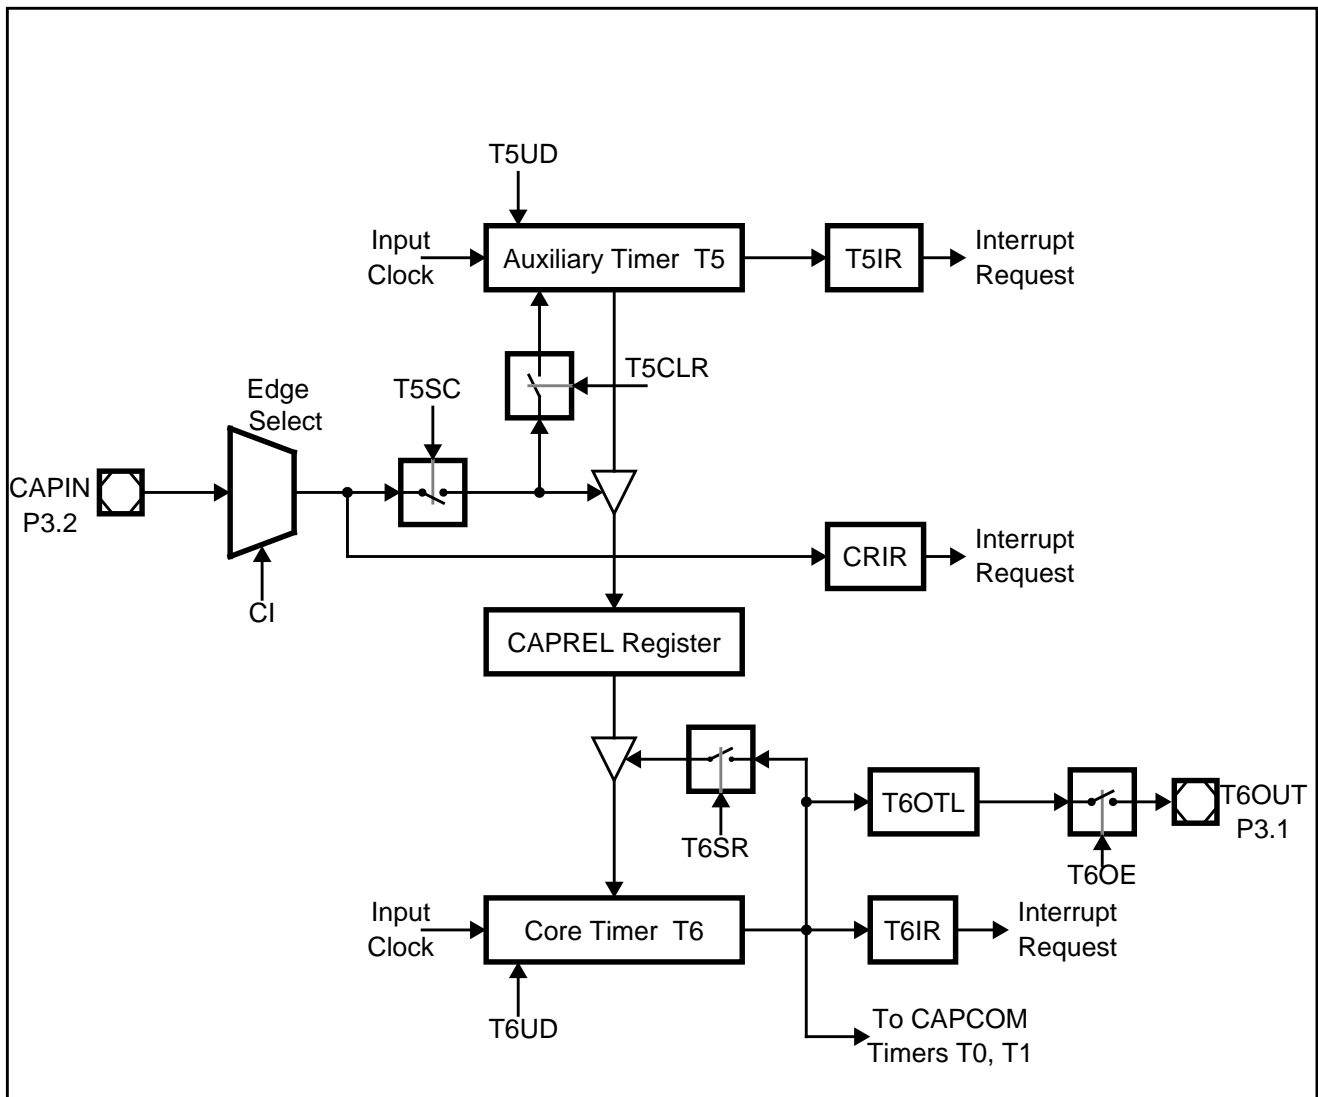 T5UD
Input
Clock
Auxiliary Timer T5
T5IR
Interrupt
Request
T5CLR
Edge
Select
T5SC
CAPIN
P3.2
CI
CRIR
Interrupt
Request
CAPREL Register
T6SR
T6OTL
T6OUT
P3.1
T6OE
Input
Clock
Core Timer T6
T6IR
Interrupt
Request
T6UD
To CAPCOM
Timers T0, T1